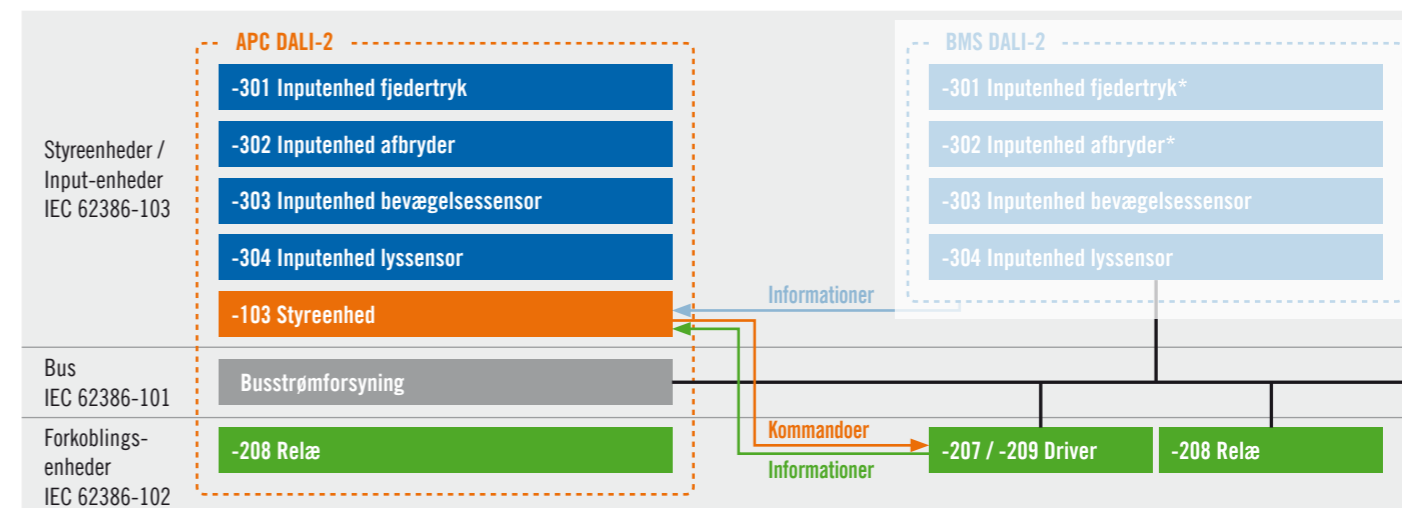 APC DALI-2
BMS DALI-2
Styreenheder /
Input-enheder
IEC 62386-103
-301 Inputenhed fjedertryk
-302 Inputenhed afbryder
-303 Inputenhed bevægelsessensor
-304 Inputenhed lyssensor
-103 Styreenhed
-301 Inputenhed fjedertryk*
-302 Inputenhed afbryder*
-303 Inputenhed bevægelsessensor
-304 Inputenhed lyssensor
Informationer
Bus
IEC 62386-101
Busstrømforsyning
Forkoblings-
enheder
IEC 62386-102
-208 Relæ
Kommandoer
Informationer
-207 / -209 Driver
-208 Relæ